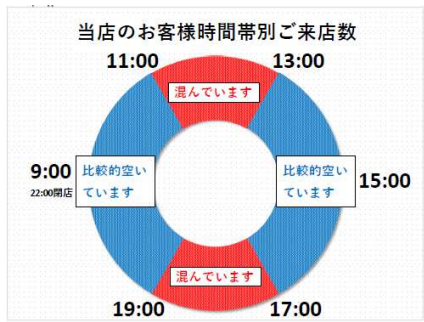 当店のお客様時間帯別ご来店数
11:00
13:00
混んでいます
9:00
22:00閉店
比較的空い
ています
比較的空い
ています
15:00
混んでいます
19:00
17:00